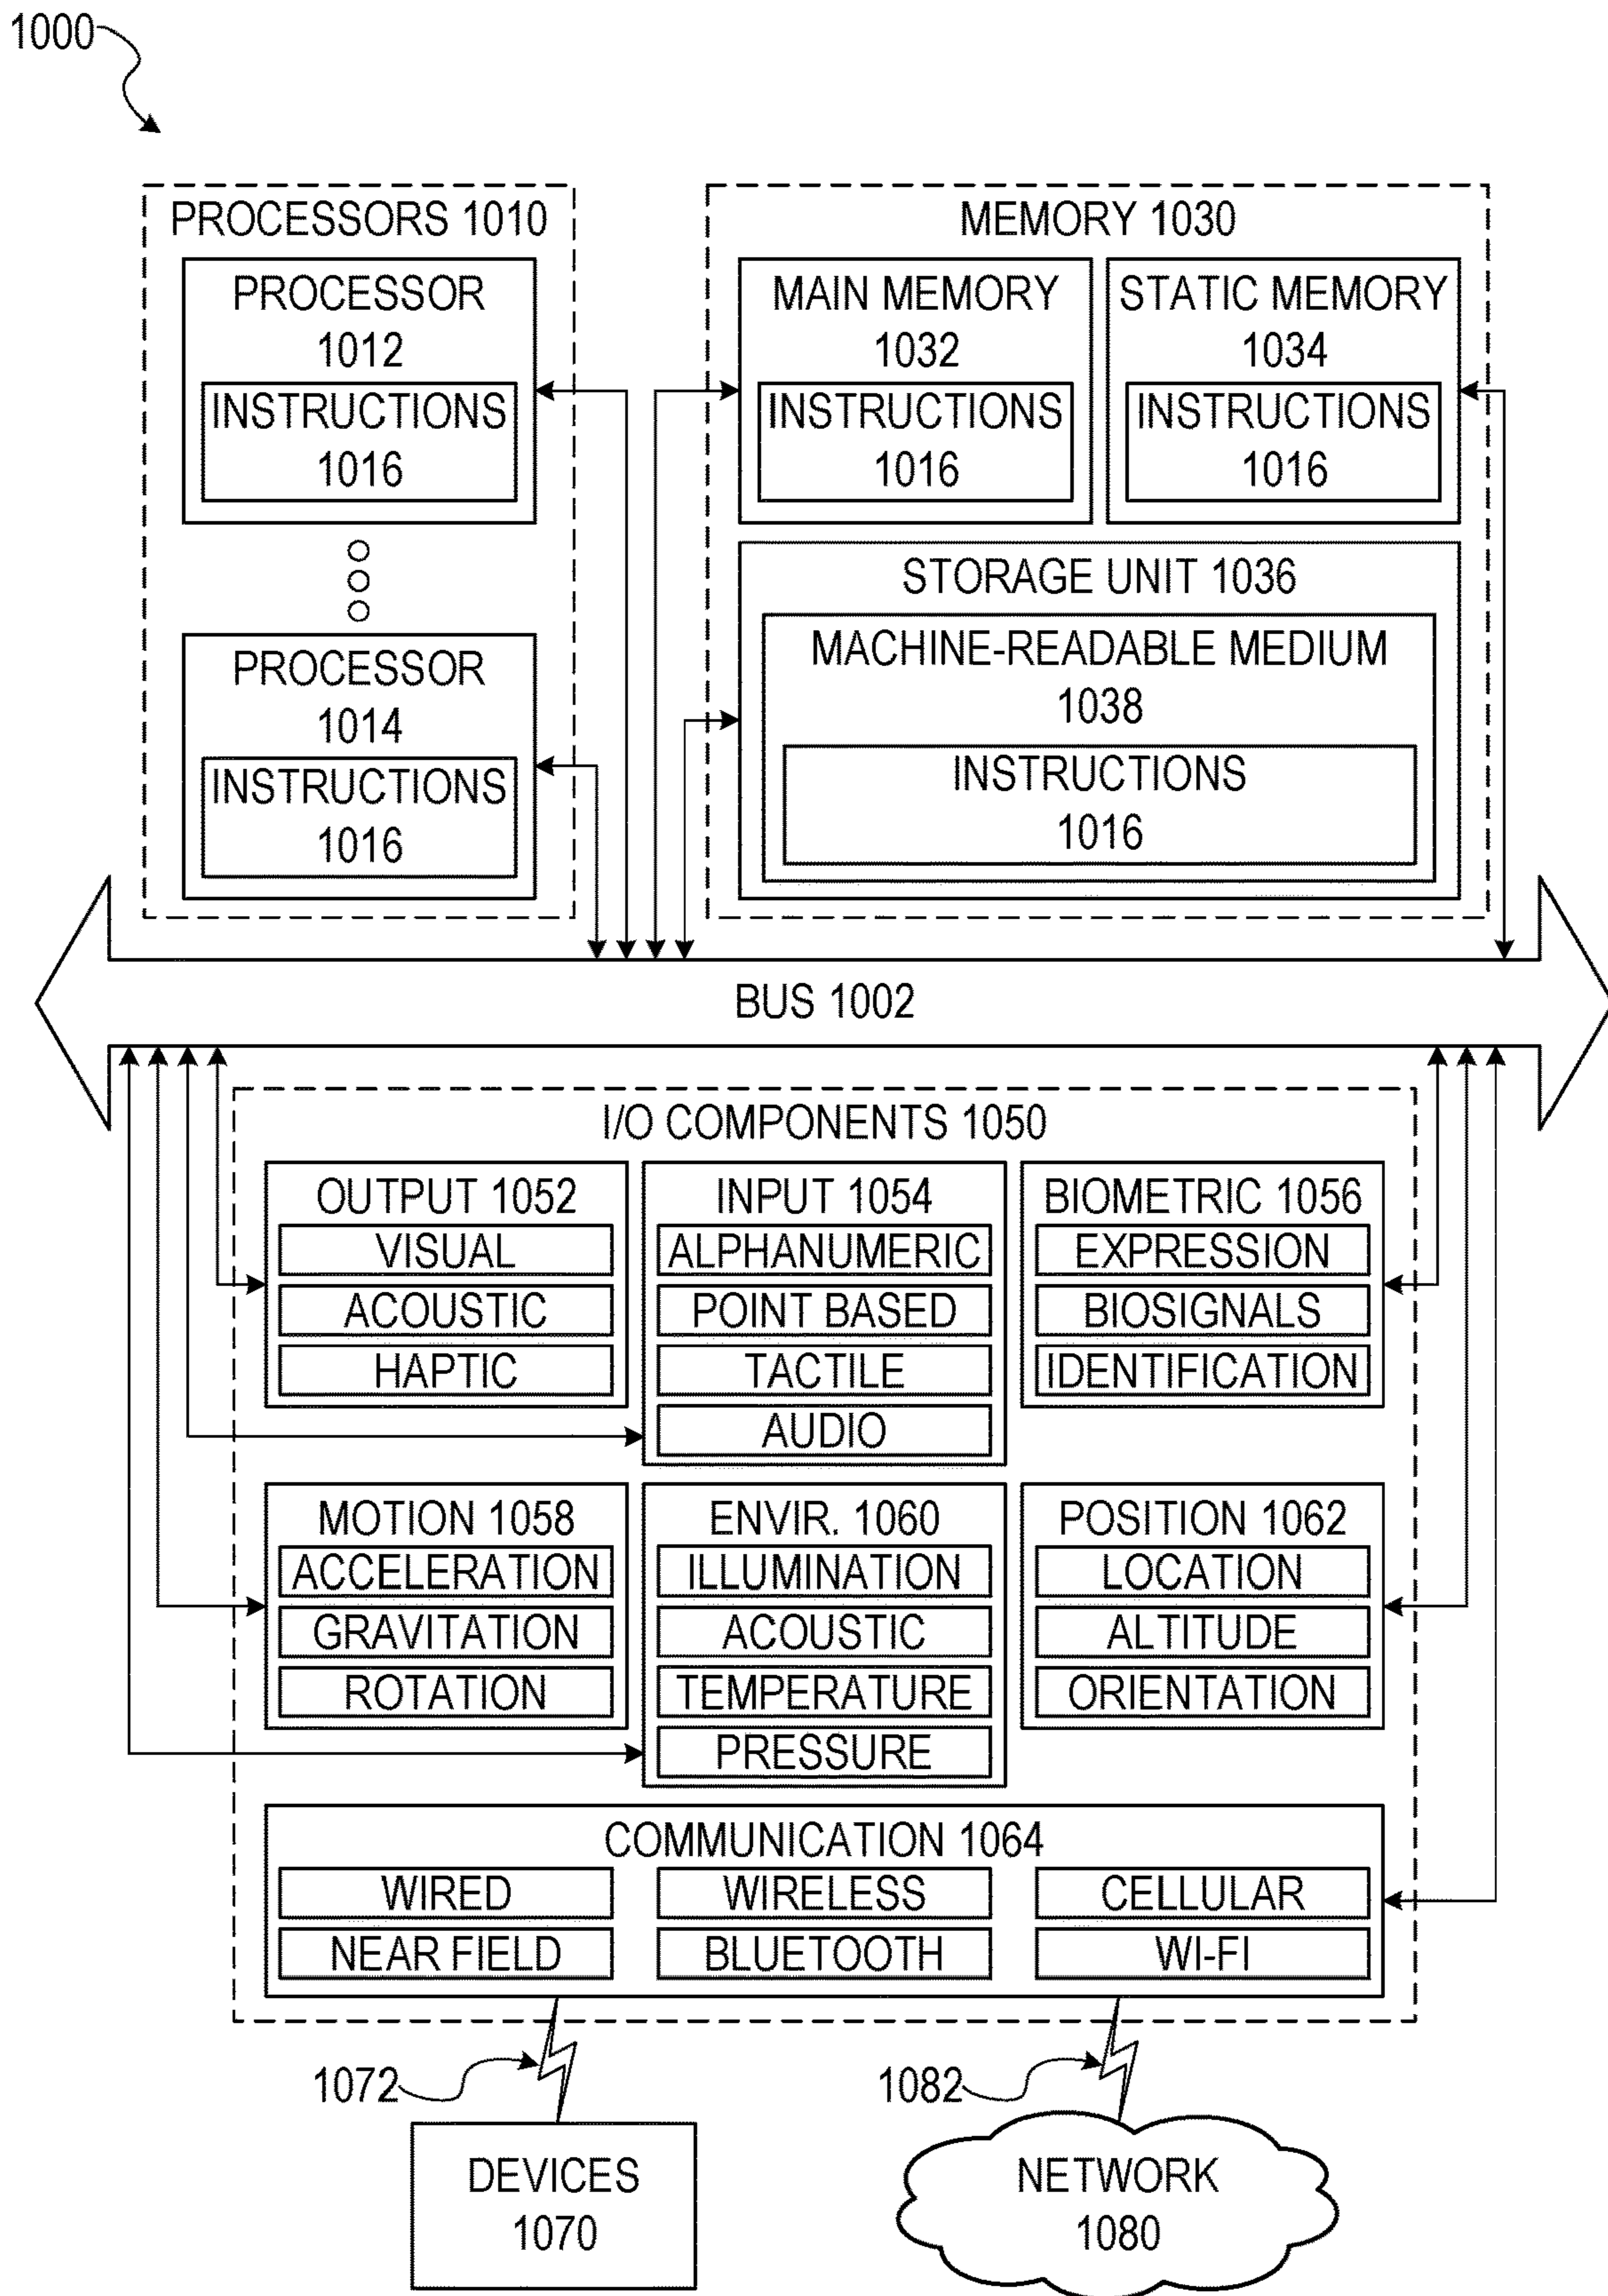 1000
PROCESSORS 1010
PROCESSOR
1012
INSTRUCTIONS
1016
PROCESSOR
1014
INSTRUCTIONS
1016
MEMORY 1030
MAIN MEMORY
1032
INSTRUCTIONS
1016
STATIC MEMORY
1034
INSTRUCTIONS
1016
STORAGE UNIT 1036
MACHINE-READABLE MEDIUM
1038
INSTRUCTIONS
1016
BUS 1002
I/O COMPONENTS 1050
OUTPUT 1052
VISUAL
ACOUSTIC
HAPTIC
INPUT 1054
ALPHANUMERIC
POINT BASED
TACTILE
AUDIO
BIOMETRIC 1056
EXPRESSION
BIOSIGNALS
IDENTIFICATION
MOTION 1058
ACCELERATION
GRAVITATION
ROTATION
ENVIR. 1060
ILLUMINATION
ACOUSTIC
TEMPERATURE
PRESSURE
POSITION 1062
LOCATION
ALTITUDE
ORIENTATION
COMMUNICATION 1064
WIRED
WIRELESS
CELLULAR
NEAR FIELD
BLUETOOTH
WI-FI
1072
1082
DEVICES
1070
NETWORK
1080